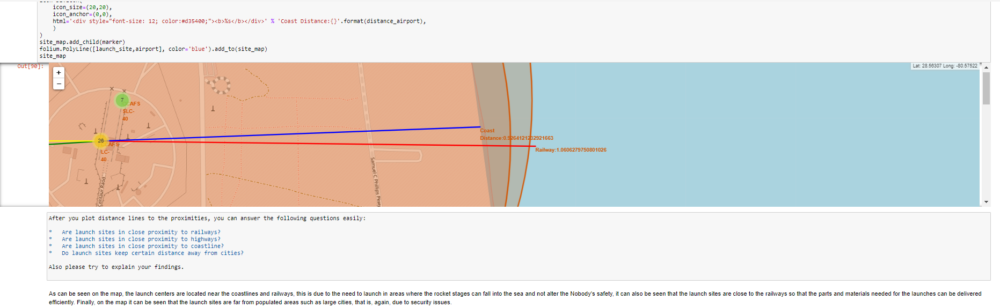 icon_size=(20,20),
icon_anchor=(0,0),
html='<div style="font-size: 12; color:#d35400;"><b>%s</b></div>' % 'Coast Distance:{}'.format(distance_airport),
)
)
site_map.add_child(marker)
folium.PolyLine([launch_site,airport], color='blue').add_to(site_map)
site_map
Out[90]:
+
−
Lat: 28.56307 Long: -80.57522
7
CAFS
SLC-
40
26
CAFS
LC-
40
Coast
Distance:0.9264121232921663
Railway:1.0606279750801026
Samuel C Phillips Pkwy
Centaur Raod
After you plot distance lines to the proximities, you can answer the following questions easily:
* Are launch sites in close proximity to railways?
* Are launch sites in close proximity to highways?
* Are launch sites in close proximity to coastline?
* Do launch sites keep certain distance away from cities?
Also please try to explain your findings.
As can be seen on the map, the launch centers are located near the coastlines and railways, this is due to the need to launch in areas where the rocket stages can fall into the sea and not alter the Nobody's safety, it can also be seen that the launch sites are close to the railways so that the parts and materials needed for the launches can be delivered
efficiently. Finally, on the map it can be seen that the launch sites are far from populated areas such as large cities, that is, again, due to security issues.